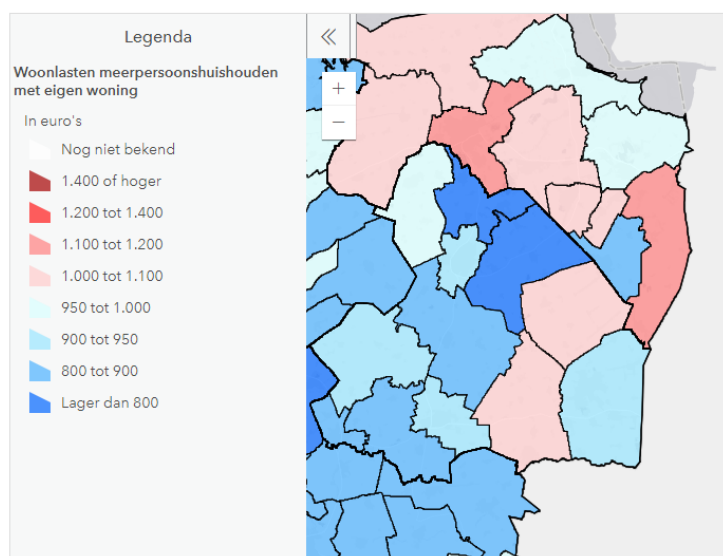 Legenda
Woonlasten meerpersoonshuishouden
met eigen woning
In euro's
Nog niet bekend
1.400 of hoger
1.200 tot 1.400
1.100 tot 1.200
1.000 tot 1.100
950 tot 1.000
900 tot 950
800 tot 900
Lager dan 800